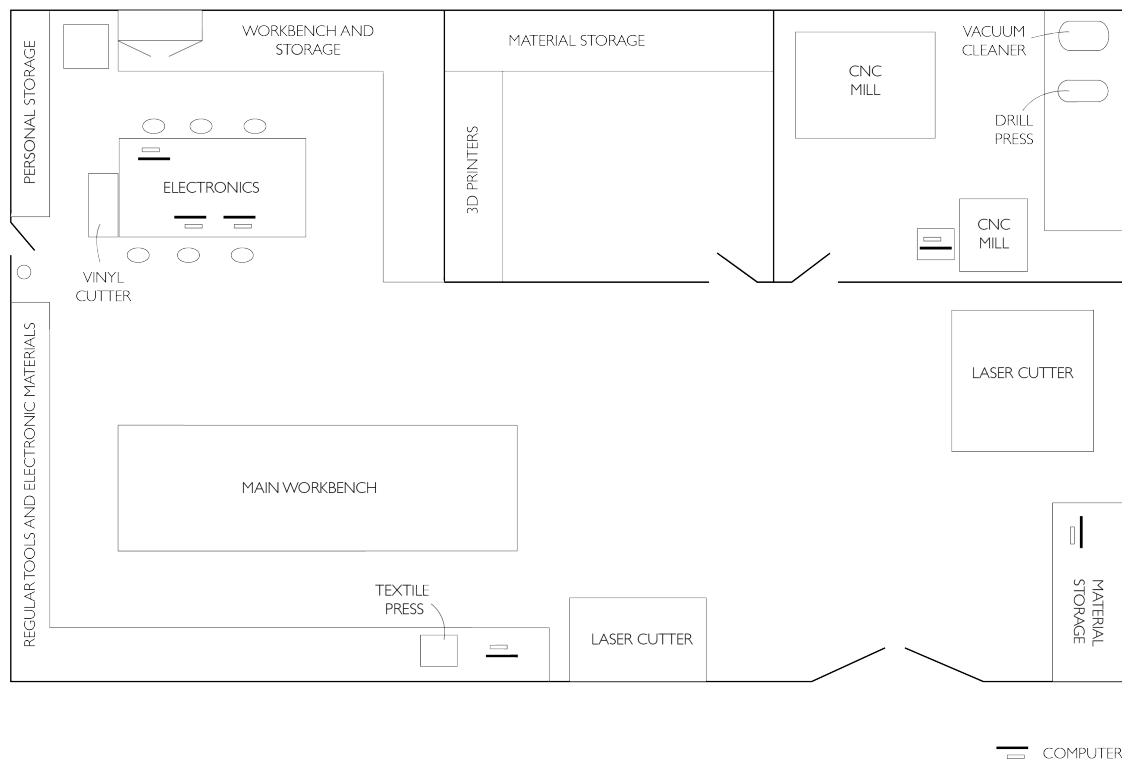 PERSONAL STORAGE
WORKBENCH AND
STORAGE
MATERIAL STORAGE
CNC
MILL
VACUUM
CLEANER
DRILL
PRESS
ELECTRONICS
3D PRINTERS
VINYL
CUTTER
CNC
MILL
REGULAR TOOLS AND ELECTRONIC MATERIALS
LASER CUTTER
MAIN WORKBENCH
TEXTILE
PRESS
LASER CUTTER
MATERIAL
STORAGE
COMPUTER